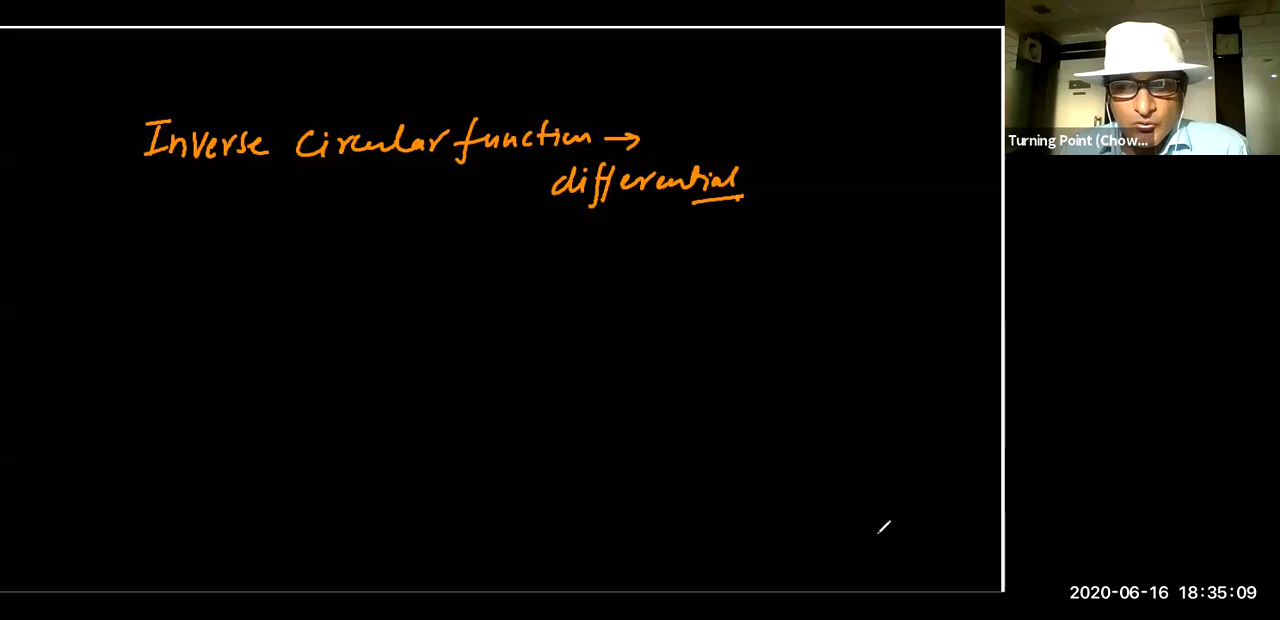 Inverse Circular function →
differential
Turning Point (Chow...
2020-06-16 18:35:09